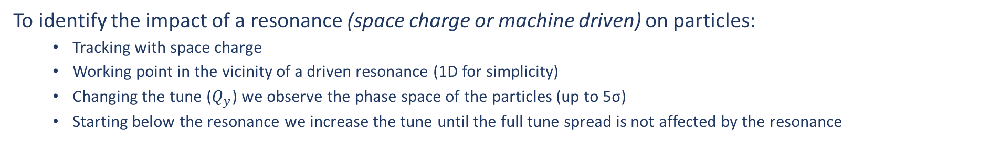 To identify the impact of a resonance (space charge or machine driven) on particles:
• Tracking with space charge
• Working point in the vicinity of a driven resonance (1D for simplicity)
• Changing the tune (Q_y) we observe the phase space of the particles (up to 5σ)
• Starting below the resonance we increase the tune until the full tune spread is not affected by the resonance